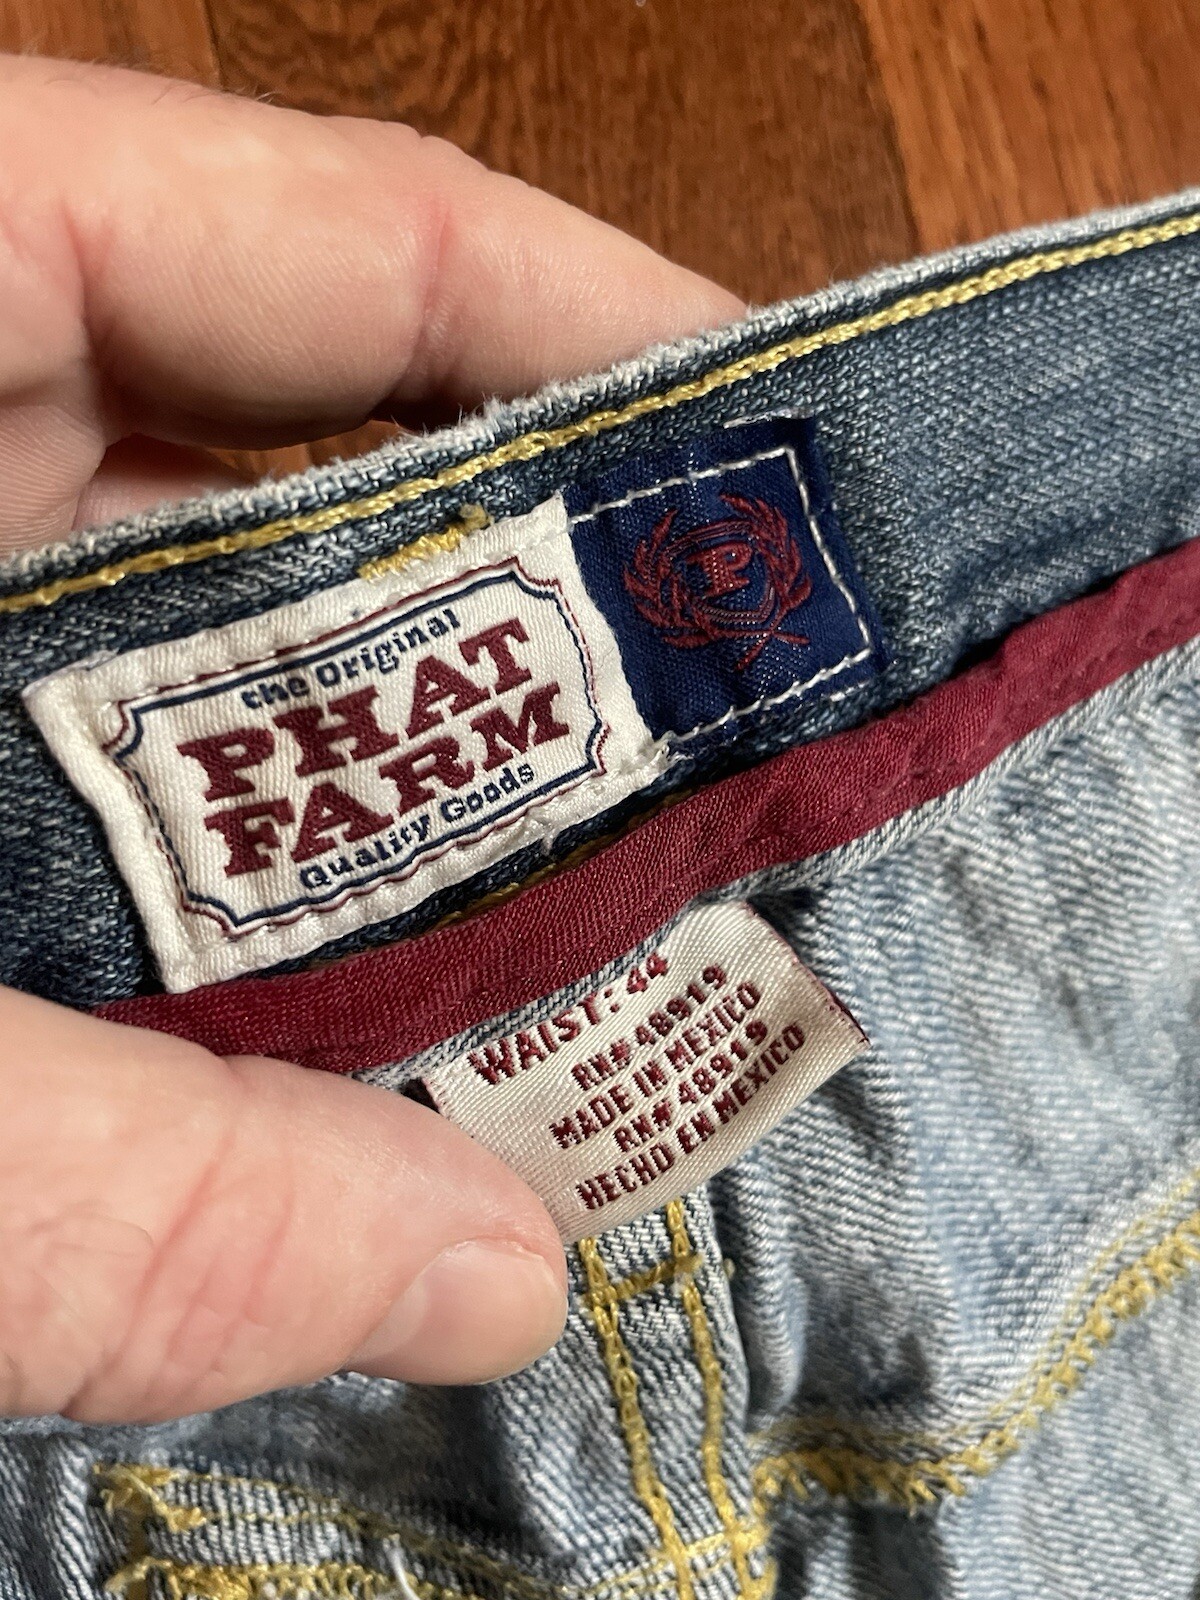 the Original
PHAT
FARM
Quality Goods
P
WAIST: 44
RN# 48919
MADE IN MEXICO
RN# 48919
HECHO EN MEXICO